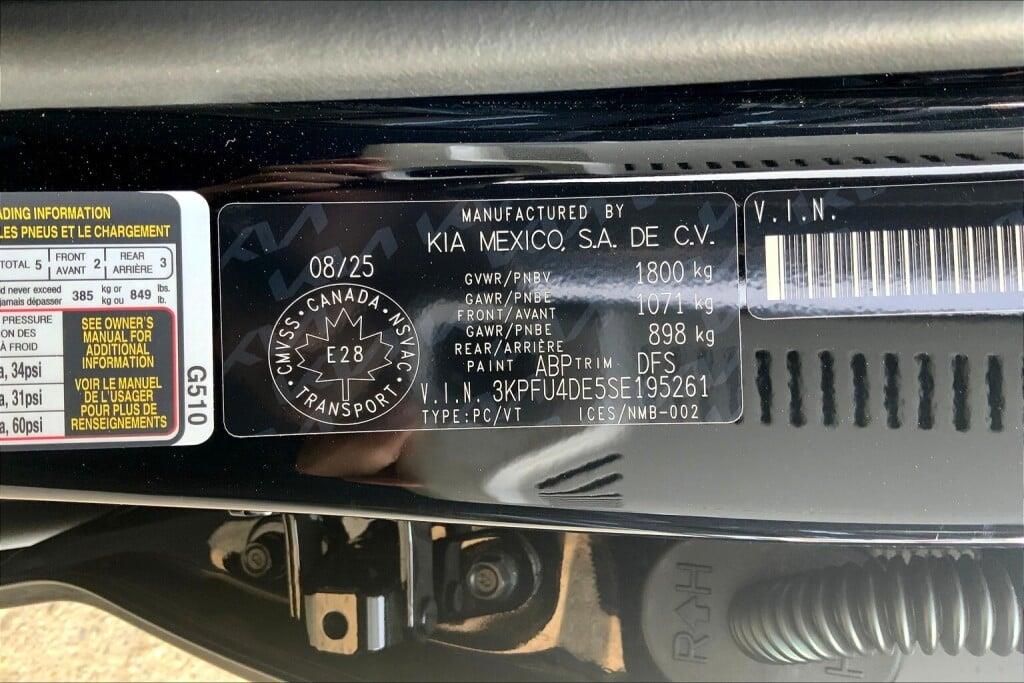 ADING INFORMATION
LES PNEUS ET LE CHARGEMENT
TOTAL 5 FRONT AVANT 2 REAR ARRIÈRE 3
d never exceed
jamais dépasser 385 kg or kg ou 849 lbs. lb.
PRESSURE
ON DES
À FROID
a, 34psi
a, 31psi
a, 60psi
SEE OWNER'S
MANUAL FOR
ADDITIONAL
INFORMATION
VOIR LE MANUEL
DE L'USAGER
POUR PLUS DE
RENSEIGNEMENTS
G510
MANUFACTURED BY
KIA MEXICO, S.A. DE C.V.
08/25
CANADA · NSVAC · TRANSPORT · CMVSS
E28
GVWR/PNBV 1800 kg
GAWR/PNBE
FRONT/AVANT 1071 kg
GAWR/PNBE
REAR/ARRIÈRE 898 kg
PAINT ABP TRIM DFS
V.I.N. 3KPFU4DE5SE195261
TYPE:PC/VT ICES/NMB-002
V.I.N.
RH